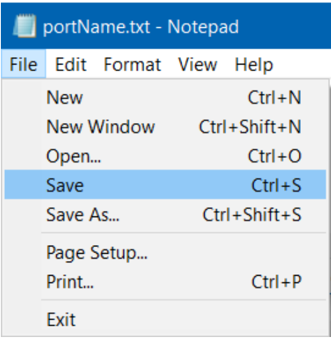 portName.txt - Notepad
File Edit Format View Help
New Ctrl+N
New Window Ctrl+Shift+N
Open... Ctrl+O
Save Ctrl+S
Save As... Ctrl+Shift+S
Page Setup...
Print... Ctrl+P
Exit